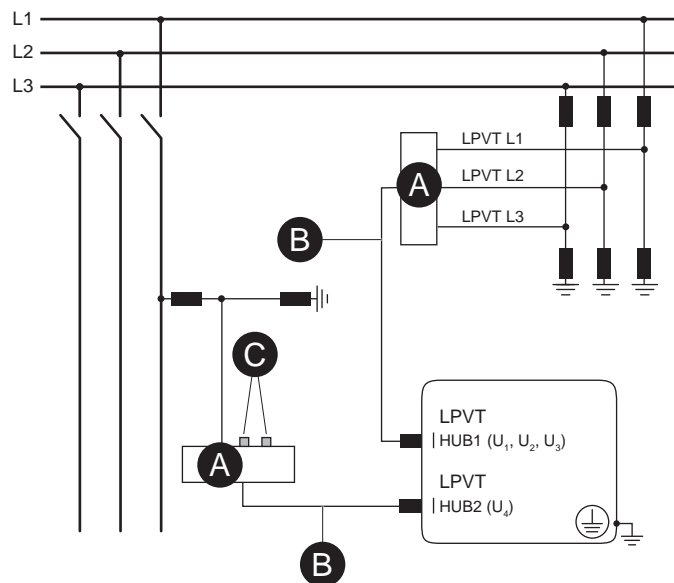 L1
L2
L3
LPVT L1
A
LPVT L2
B
LPVT L3
C
LPVT
HUB1 (U₁, U₂, U₃)
A
LPVT
HUB2 (U₄)
B